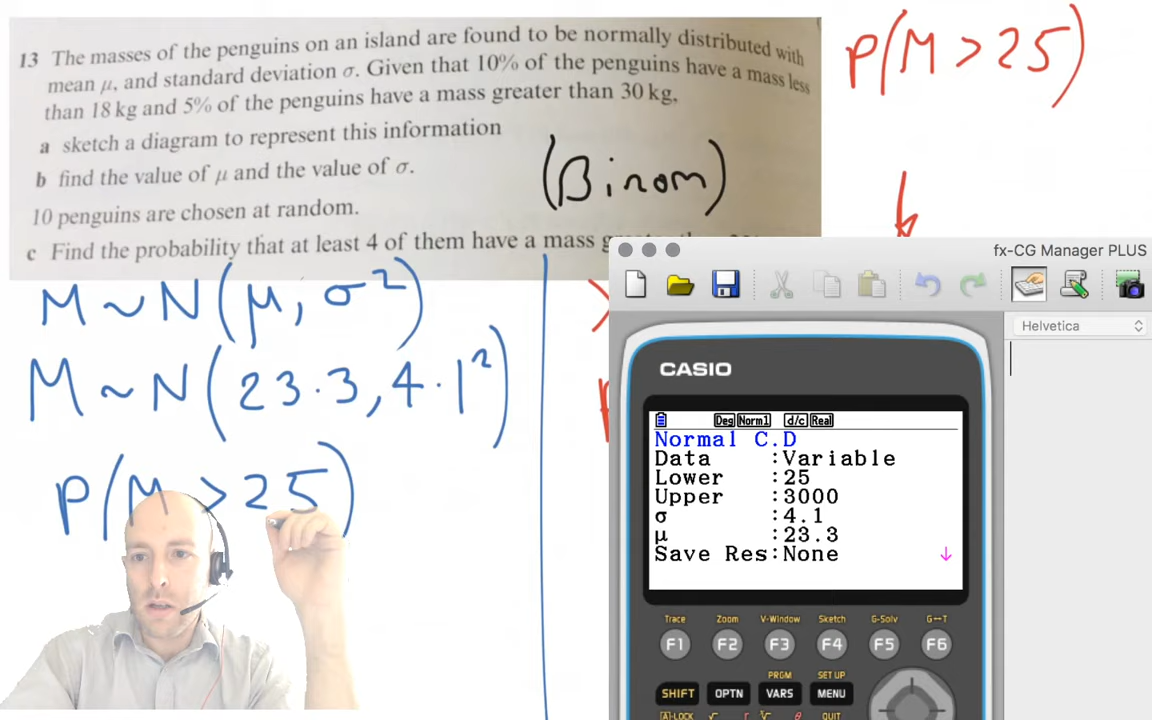 13 The masses of the penguins on an island are found to be normally distributed with
mean μ, and standard deviation σ. Given that 10% of the penguins have a mass less
than 18 kg and 5% of the penguins have a mass greater than 30 kg,
a sketch a diagram to represent this information
b find the value of μ and the value of σ.
10 penguins are chosen at random.
c Find the probability that at least 4 of them have a mass
(Binom)
P(M > 25)
M ~ N(μ, σ²)
M ~ N(23.3, 4.1²)
P(M > 25)
fx-CG Manager PLUS
Helvetica
CASIO
Deg Norm1 d/c Real
Normal C.D
Data :Variable
Lower :25
Upper :3000
σ :4.1
μ :23.3
Save Res:None
Trace Zoom V-Window Sketch G-Solv G↔T
F1 F2 F3 F4 F5 F6
PRGM SET UP
SHIFT OPTN VARS MENU
QUIT